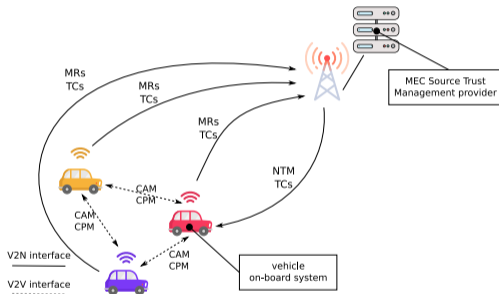 MEC Source Trust
Management provider
MRs
TCs
MRs
TCs
MRs
TCs
NTM
TCs
CAM
CPM
CAM
CPM
CAM
CPM
V2N interface
V2V interface
vehicle
on-board system